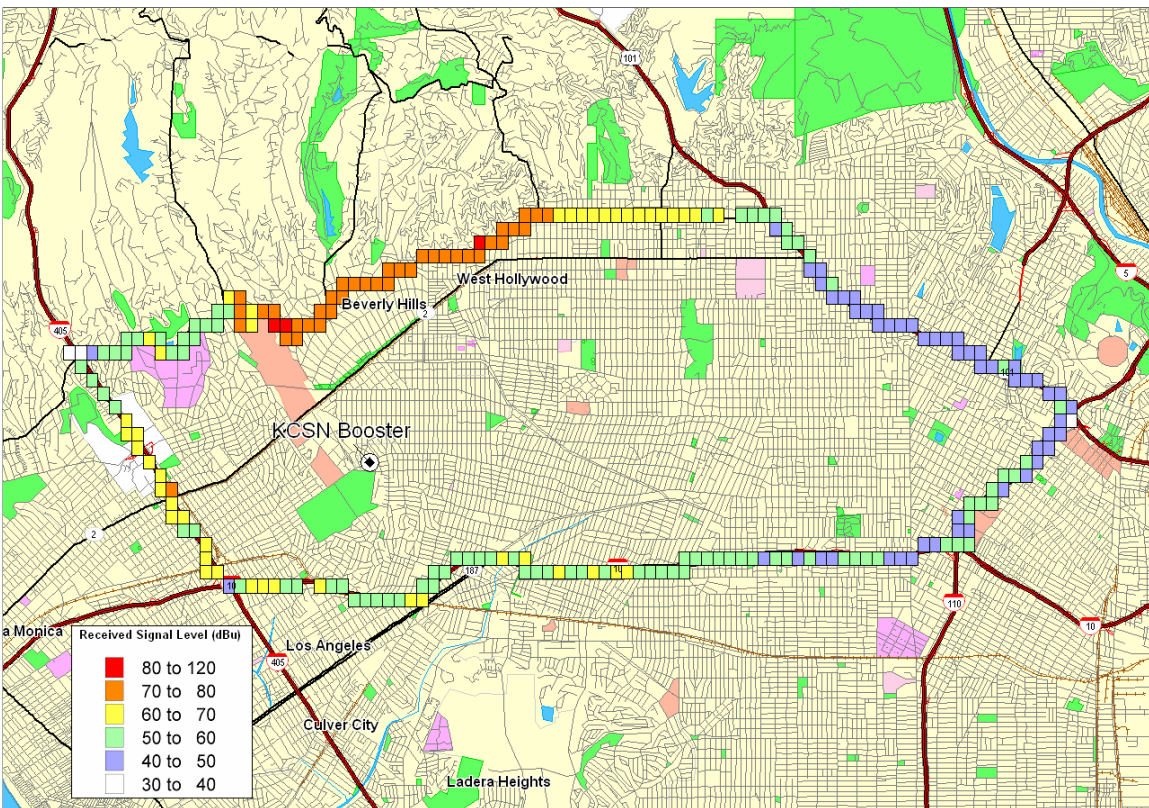 101
5
405
West Hollywood
Beverly Hills
2
101
KCSN Booster
2
187
10
10
110
10
a Monica
Los Angeles
405
Culver City
Ladera Heights
Received Signal Level (dBu)
80 to 120
70 to 80
60 to 70
50 to 60
40 to 50
30 to 40